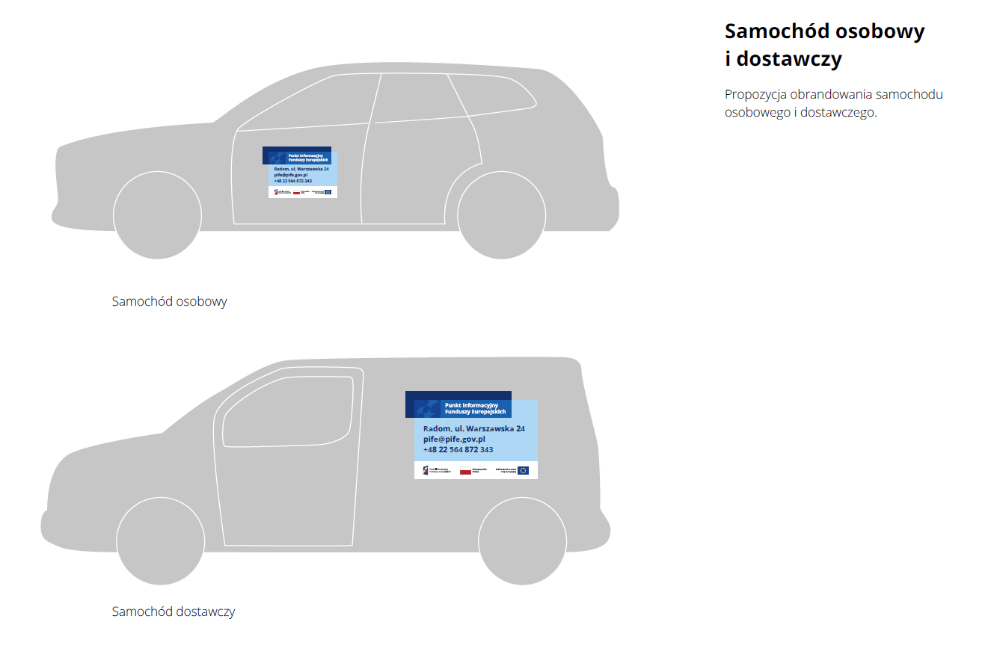 Samochód osobowy
i dostawczy
Propozycja obrandowania samochodu
osobowego i dostawczego.
Punkt Informacyjny
Funduszy Europejskich
Radom, ul. Warszawska 24
pife@pife.gov.pl
+48 22 564 872 343
Samochód osobowy
Punkt Informacyjny
Funduszy Europejskich
Radom, ul. Warszawska 24
pife@pife.gov.pl
+48 22 564 872 343
Samochód dostawczy